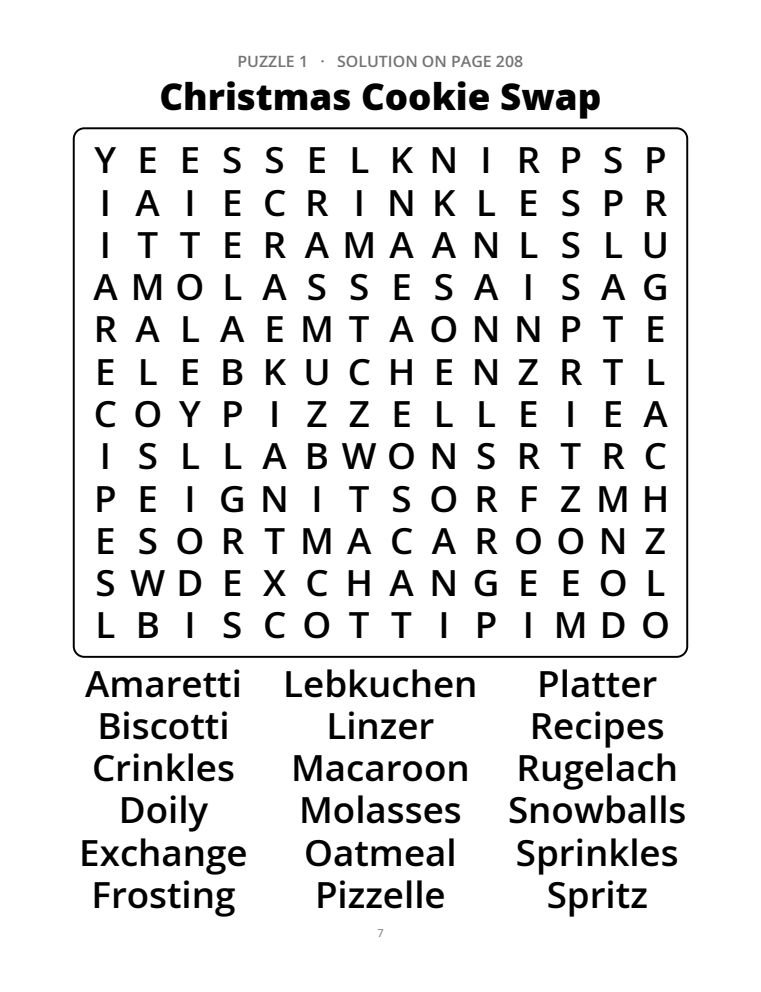 PUZZLE 1 · SOLUTION ON PAGE 208
Christmas Cookie Swap
Y E E S S E L K N I R P S P
I A I E C R I N K L E S P R
I T T E R A M A A N L S L U
A M O L A S S E S A I S A G
R A L A E M T A O N N P T E
E L E B K U C H E N Z R T L
C O Y P I Z Z E L L E I E A
I S L L A B W O N S R T R C
P E I G N I T S O R F Z M H
E S O R T M A C A R O O N Z
S W D E X C H A N G E E O L
L B I S C O T T I P I M D O
Amaretti Lebkuchen Platter
Biscotti Linzer Recipes
Crinkles Macaroon Rugelach
Doily Molasses Snowballs
Exchange Oatmeal Sprinkles
Frosting Pizzelle Spritz
7